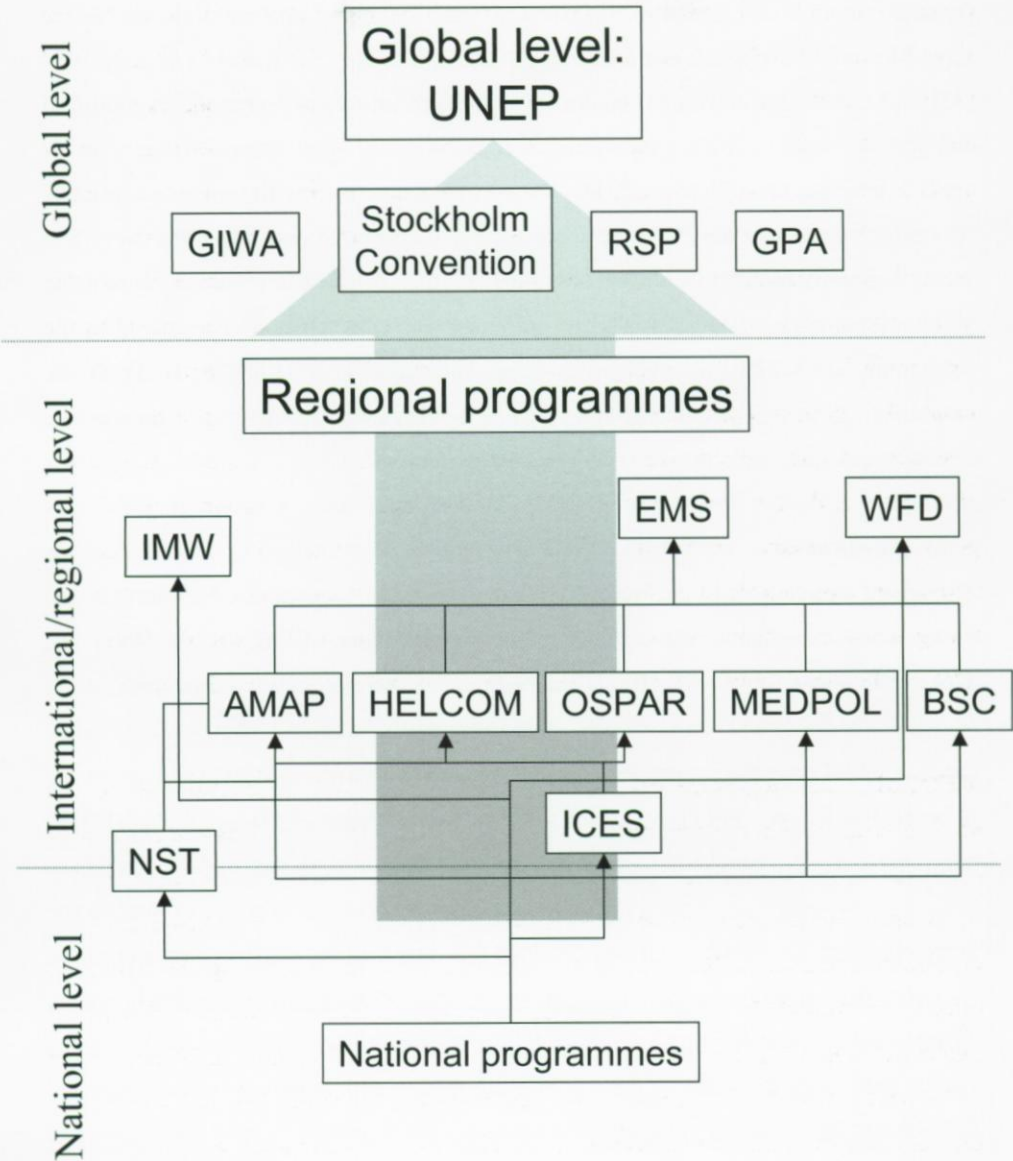 Global level
Global level:
UNEP
GIWA
Stockholm
Convention
RSP
GPA
International/regional level
Regional programmes
IMW
EMS
WFD
AMAP
HELCOM
OSPAR
MEDPOL
BSC
ICES
NST
National level
National programmes